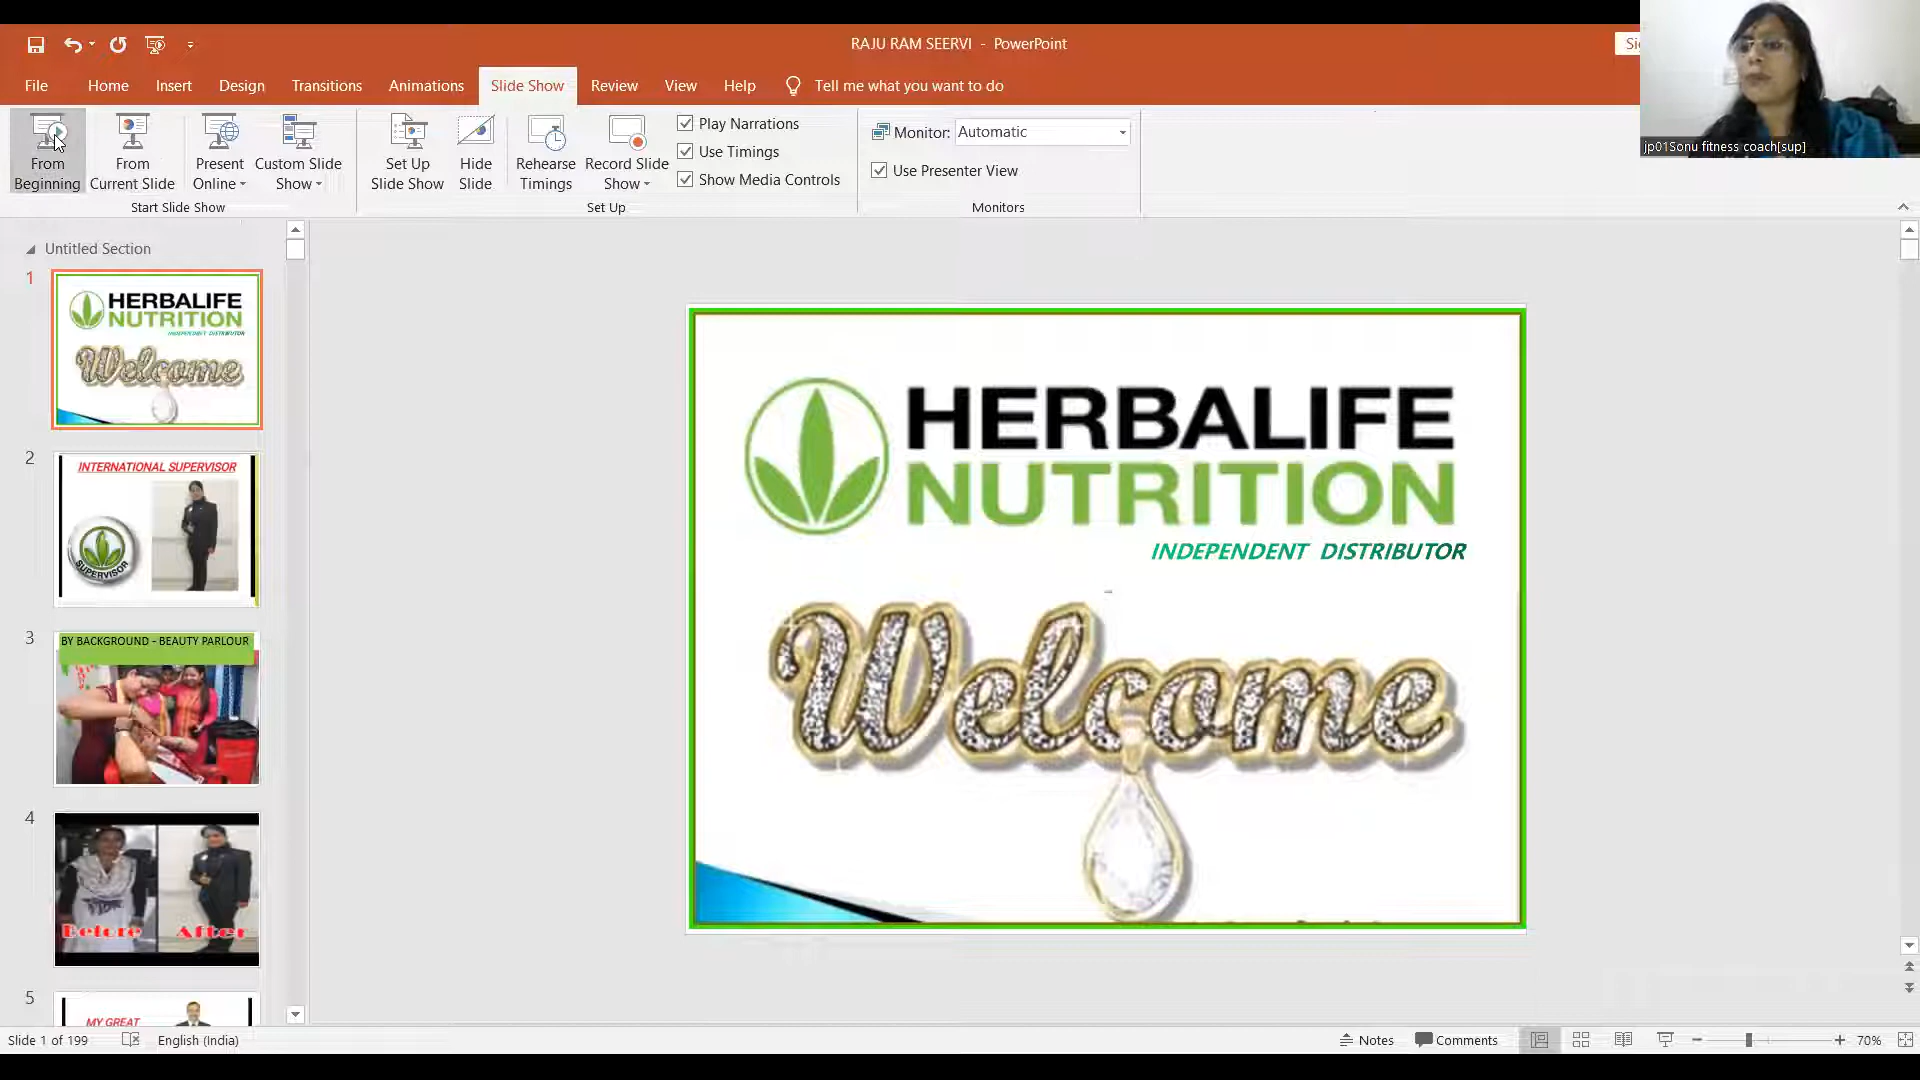 RAJU RAM SEERVI - PowerPoint
File Home Insert Design Transitions Animations Slide Show Review View Help Tell me what you want to do
jp01Sonu fitness coach[sup]
From Beginning
From Current Slide
Present Online
Custom Slide Show
Start Slide Show
Set Up Slide Show
Hide Slide
Rehearse Timings
Record Slide Show
Play Narrations
Use Timings
Show Media Controls
Set Up
Monitor: Automatic
Use Presenter View
Monitors
Untitled Section
1
HERBALIFE
NUTRITION
INDEPENDENT DISTRIBUTOR
Welcome
2
INTERNATIONAL SUPERVISOR
SUPERVISOR
3
BY BACKGROUND - BEAUTY PARLOUR
4
Before After
5
MY GREAT
HERBALIFE
NUTRITION
INDEPENDENT DISTRIBUTOR
Welcome
Slide 1 of 199 English (India) Notes Comments 70%